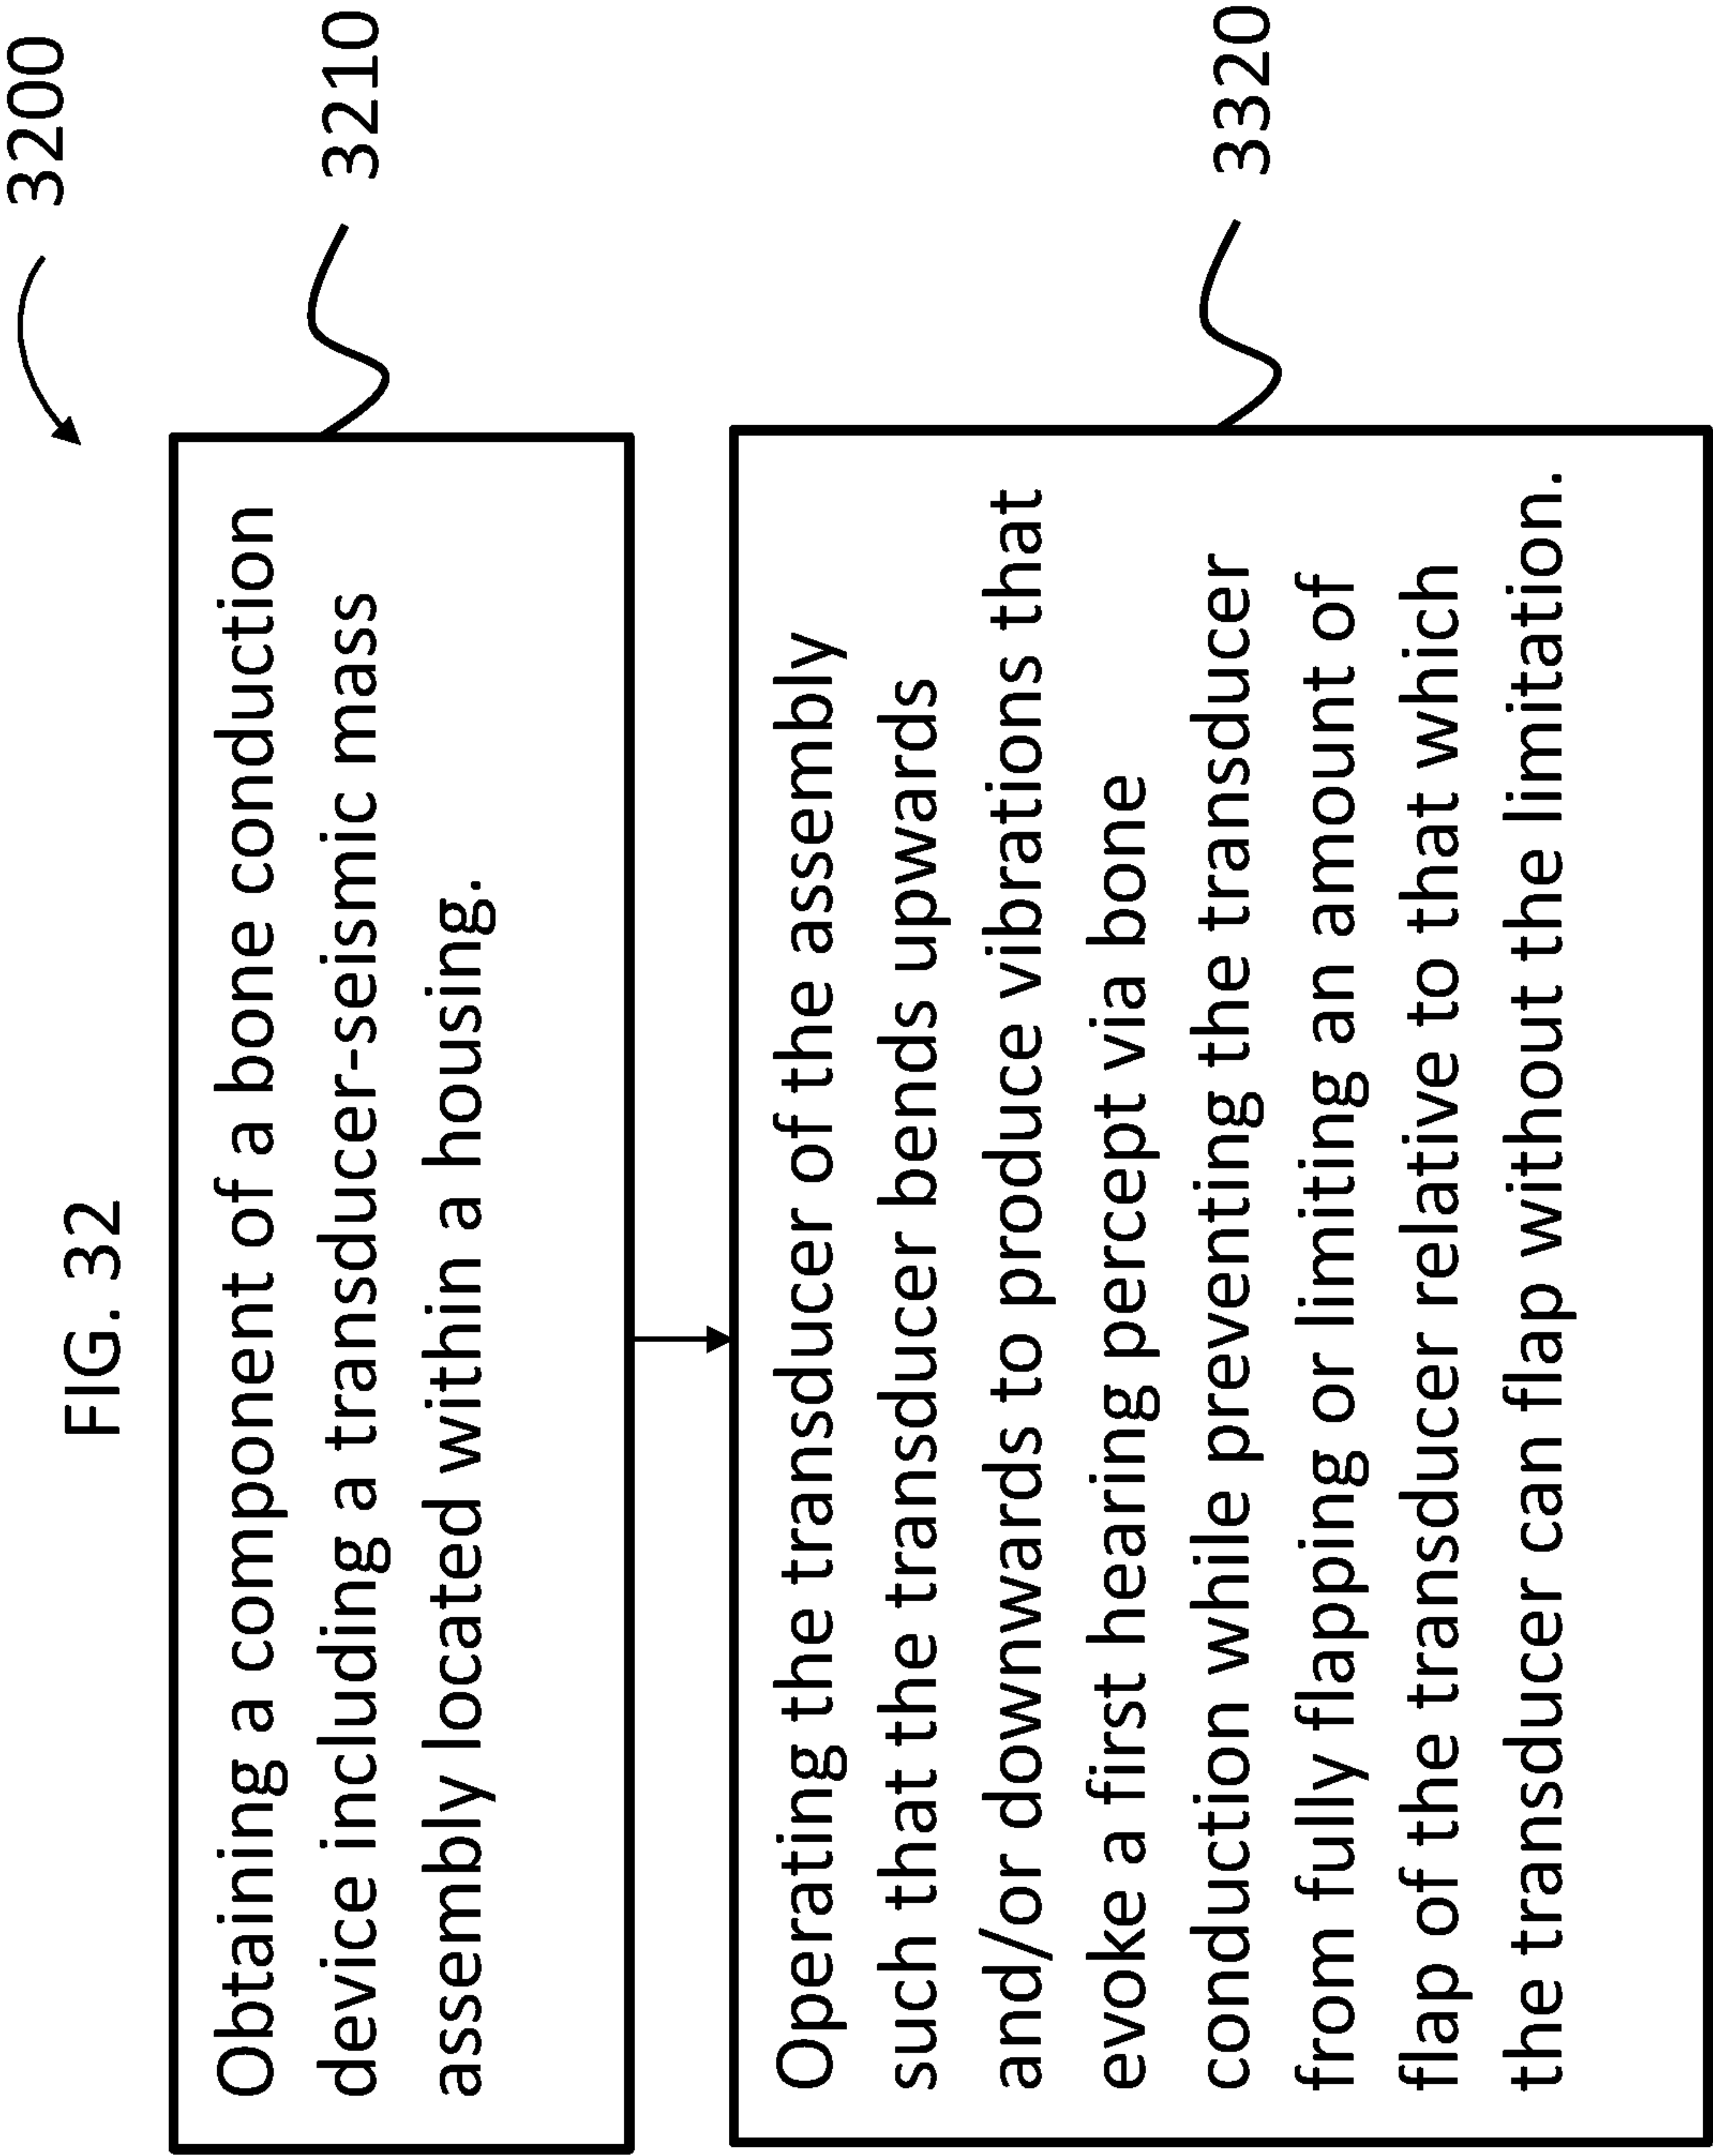 FIG. 32
3200
Obtaining a component of a bone conduction
device including a transducer-seismic mass
assembly located within a housing.
3210
Operating the transducer of the assembly
such that the transducer bends upwards
and/or downwards to produce vibrations that
evoke a first hearing percept via bone
conduction while preventing the transducer
from fully flapping or limiting an amount of
flap of the transducer relative to that which
the transducer can flap without the limitation.
3320